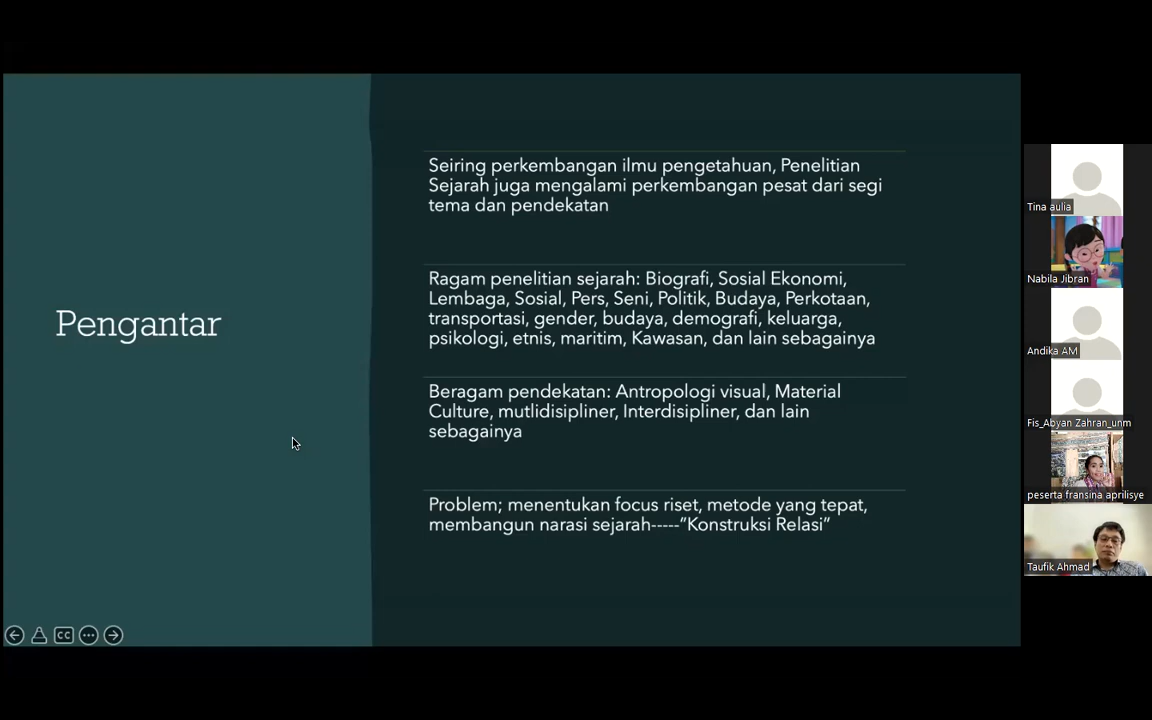 Pengantar
Seiring perkembangan ilmu pengetahuan, Penelitian
Sejarah juga mengalami perkembangan pesat dari segi
tema dan pendekatan
Ragam penelitian sejarah: Biografi, Sosial Ekonomi,
Lembaga, Sosial, Pers, Seni, Politik, Budaya, Perkotaan,
transportasi, gender, budaya, demografi, keluarga,
psikologi, etnis, maritim, Kawasan, dan lain sebagainya
Beragam pendekatan: Antropologi visual, Material
Culture, mutlidisipliner, Interdisipliner, dan lain
sebagainya
Problem; menentukan focus riset, metode yang tepat,
membangun narasi sejarah-----”Konstruksi Relasi”
CC
Tina aulia
Nabila Jibran
Andika AM
Fis_Abyan Zahran_unm
peserta fransina aprilisye
Taufik Ahmad